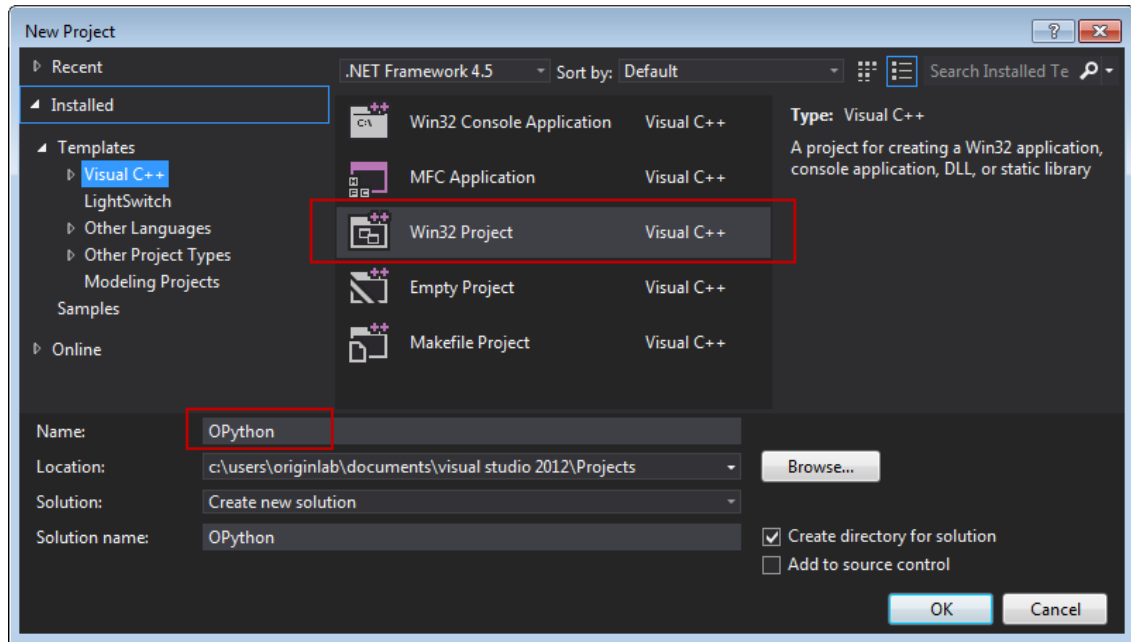 New Project
Recent
.NET Framework 4.5
Sort by: Default
Search Installed Te
Installed
Templates
Visual C++
LightSwitch
Other Languages
Other Project Types
Modeling Projects
Samples
Online
Win32 Console Application Visual C++
MFC Application Visual C++
Win32 Project Visual C++
Empty Project Visual C++
Makefile Project Visual C++
Type: Visual C++
A project for creating a Win32 application,
console application, DLL, or static library
Name: OPython
Location: c:\users\originlab\documents\visual studio 2012\Projects
Browse...
Solution: Create new solution
Solution name: OPython
Create directory for solution
Add to source control
OK Cancel